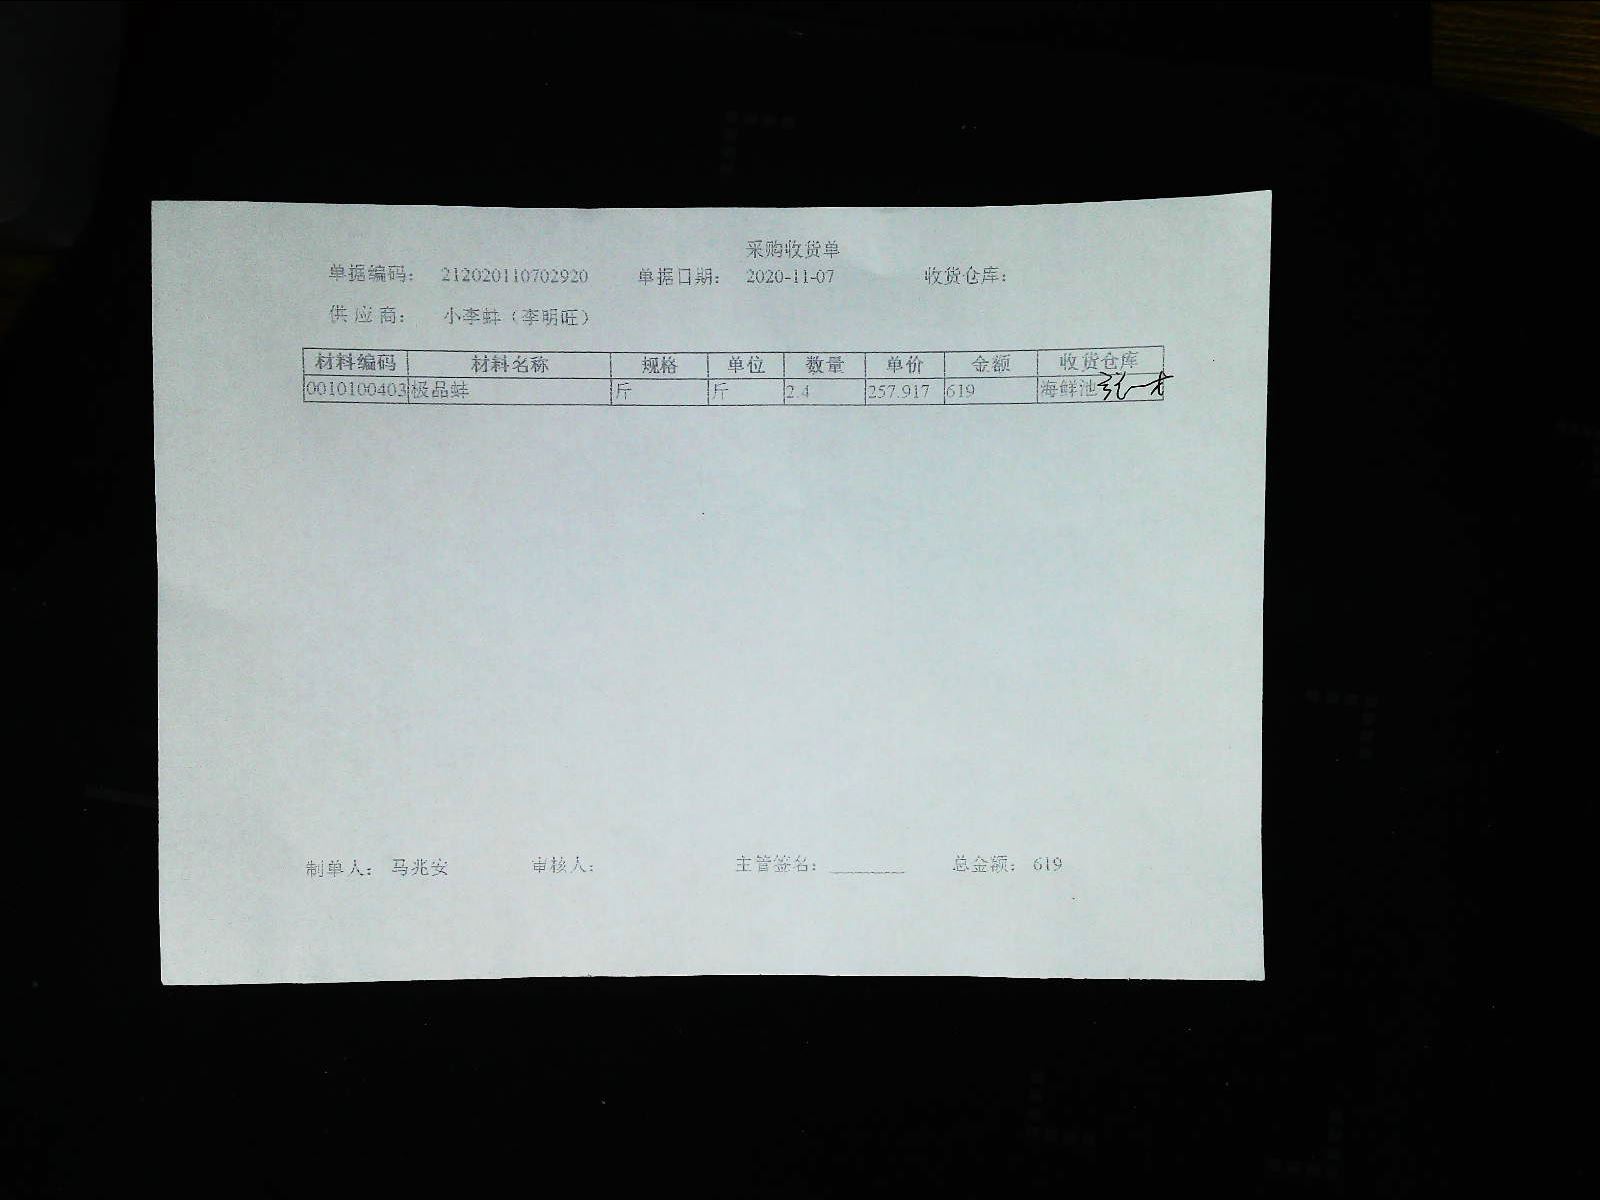 采购收货单
单据编码: 212020110702920 单据日期: 2020-11-07 收货仓库:
供应商: 小李蚌(李明旺)
材料编码 材料名称 规格 单位 数量 单价 金额 收货仓库
0010100403 极品蚌 斤 斤 2.4 257.917 619 海鲜池
制单人: 马兆安 审核人: 主管签名: ______ 总金额: 619